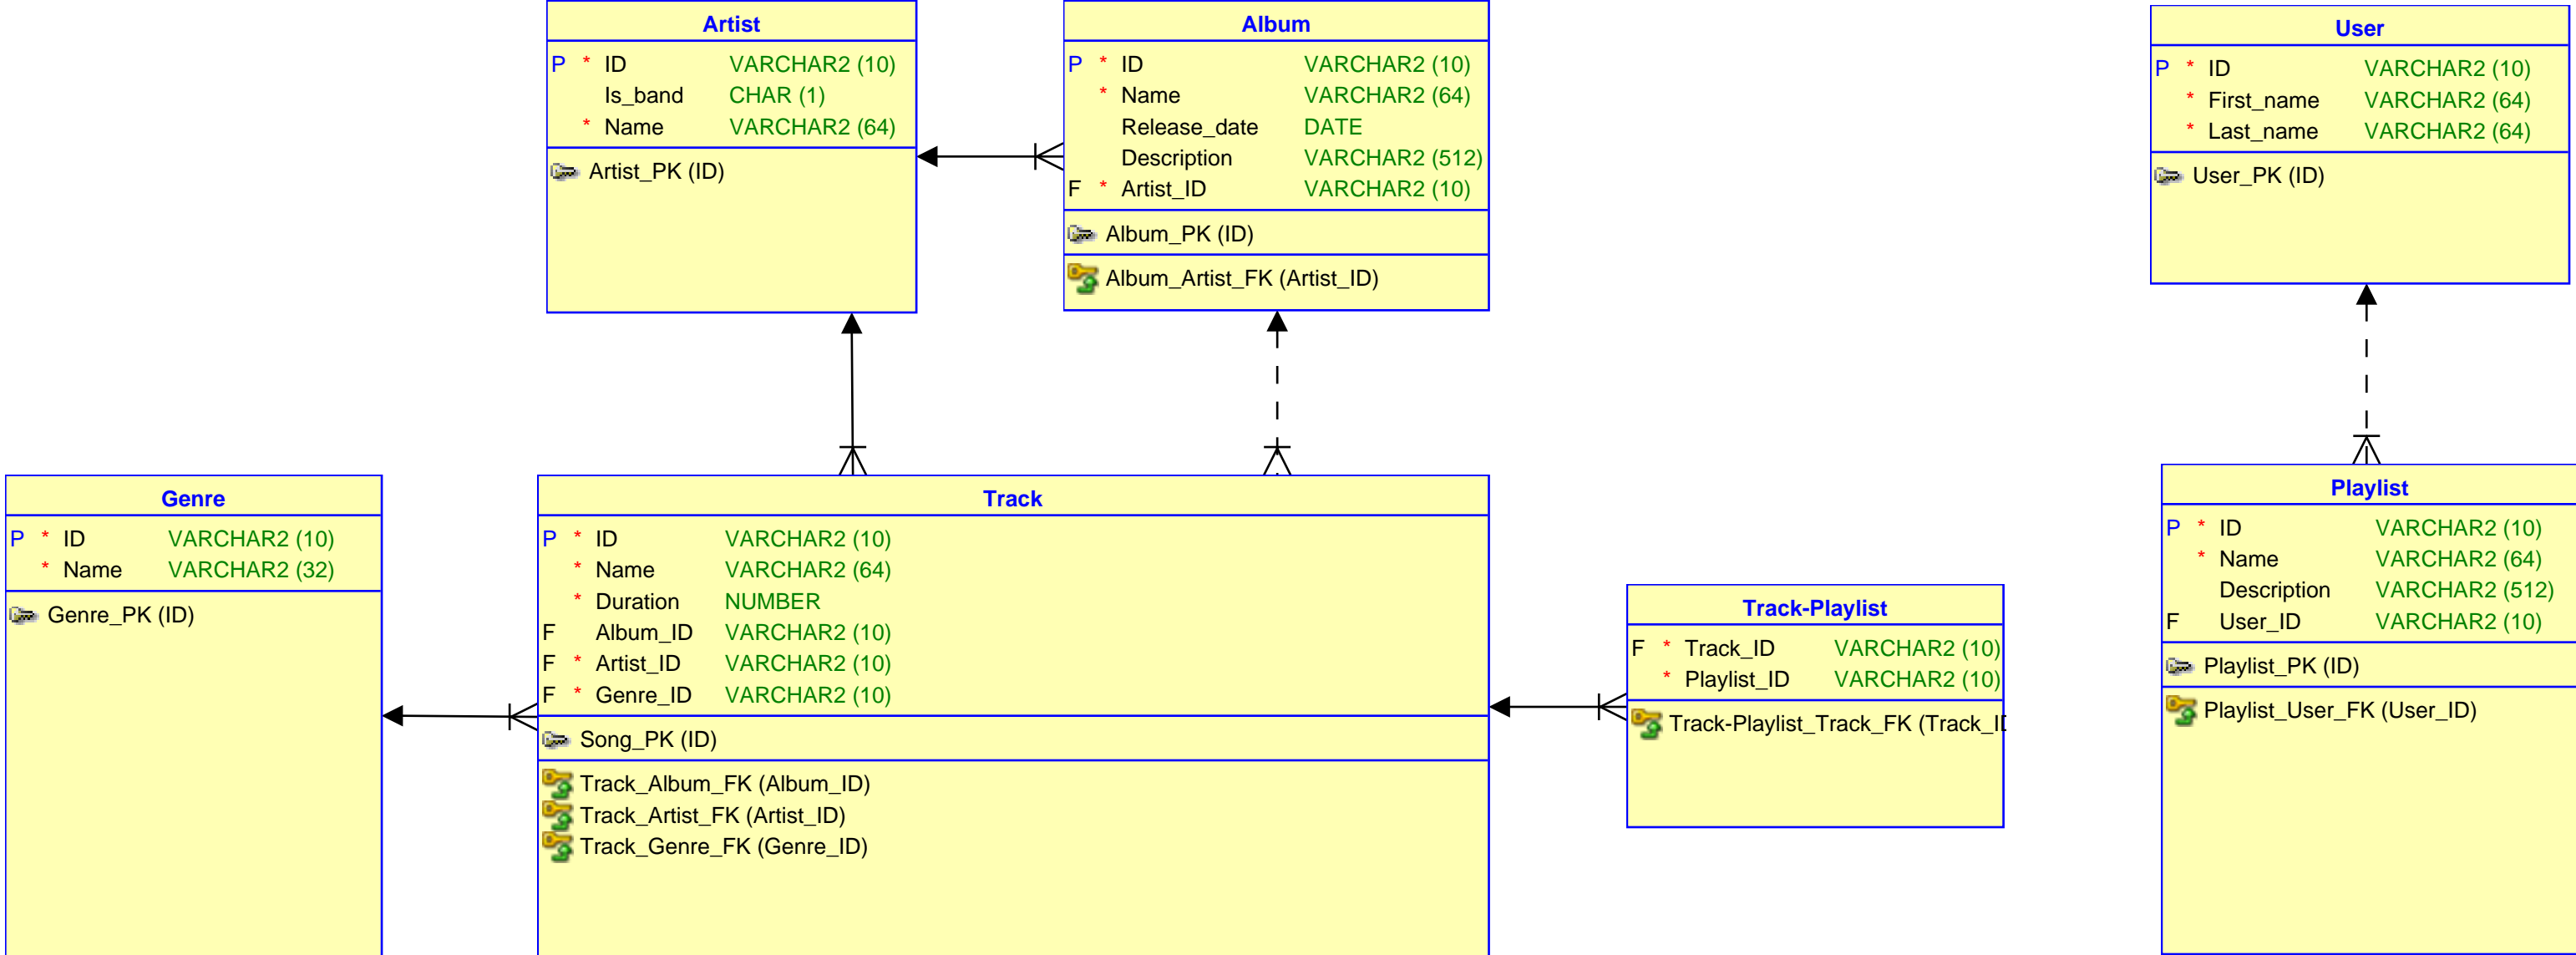 Artist
P * ID VARCHAR2 (10)
Is_band CHAR (1)
* Name VARCHAR2 (64)
Artist_PK (ID)
Album
P * ID VARCHAR2 (10)
* Name VARCHAR2 (64)
Release_date DATE
Description VARCHAR2 (512)
F * Artist_ID VARCHAR2 (10)
Album_PK (ID)
Album_Artist_FK (Artist_ID)
User
P * ID VARCHAR2 (10)
* First_name VARCHAR2 (64)
* Last_name VARCHAR2 (64)
User_PK (ID)
Genre
P * ID VARCHAR2 (10)
* Name VARCHAR2 (32)
Genre_PK (ID)
Track
P * ID VARCHAR2 (10)
* Name VARCHAR2 (64)
* Duration NUMBER
F Album_ID VARCHAR2 (10)
F * Artist_ID VARCHAR2 (10)
F * Genre_ID VARCHAR2 (10)
Song_PK (ID)
Track_Album_FK (Album_ID)
Track_Artist_FK (Artist_ID)
Track_Genre_FK (Genre_ID)
Track-Playlist
F * Track_ID VARCHAR2 (10)
* Playlist_ID VARCHAR2 (10)
Track-Playlist_Track_FK (Track_ID
Playlist
P * ID VARCHAR2 (10)
* Name VARCHAR2 (64)
Description VARCHAR2 (512)
F User_ID VARCHAR2 (10)
Playlist_PK (ID)
Playlist_User_FK (User_ID)